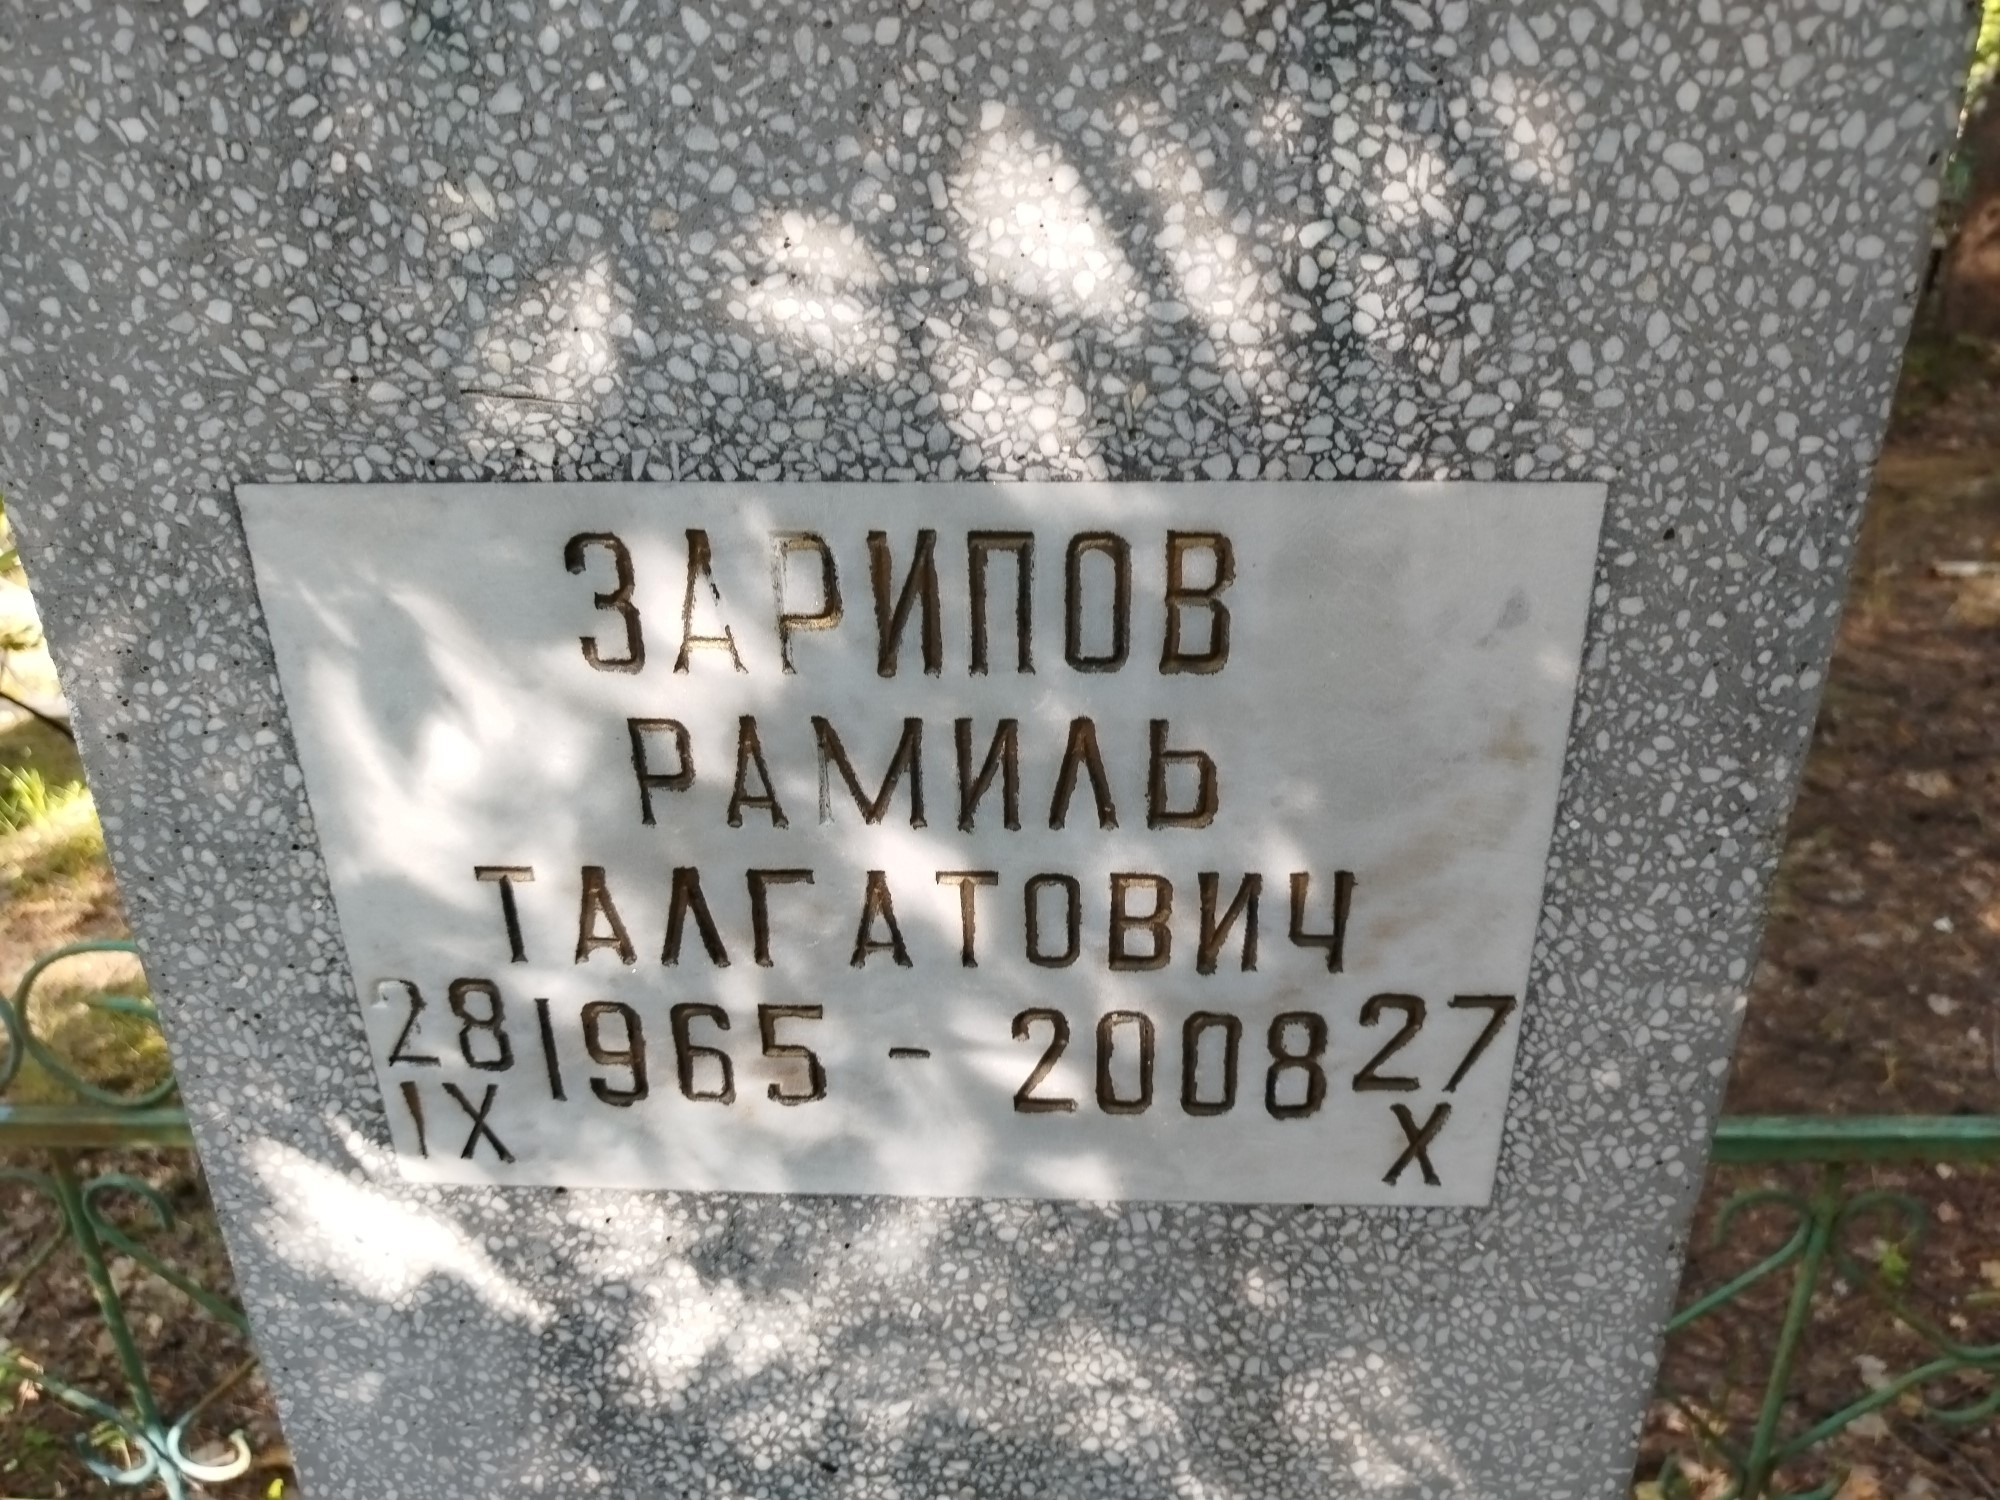 ЗАРИПОВ
РАМИЛЬ
ТАЛГАТОВИЧ
28 1965 - 2008 27
IX X